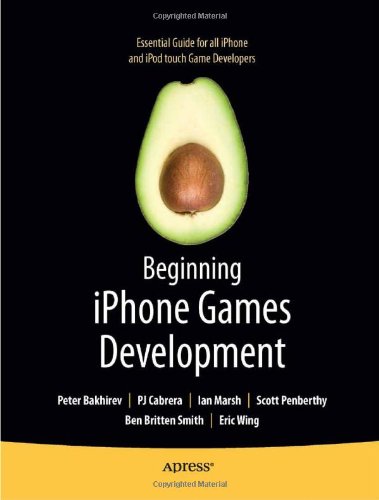 Copyrighted Material
Essential Guide for all iPhone
and iPod touch Game Developers
Beginning
iPhone Games
Development
Peter Bakhirev | PJ Cabrera | Ian Marsh | Scott Penberthy
Ben Britten Smith | Eric Wing
Apress®
Copyrighted Material